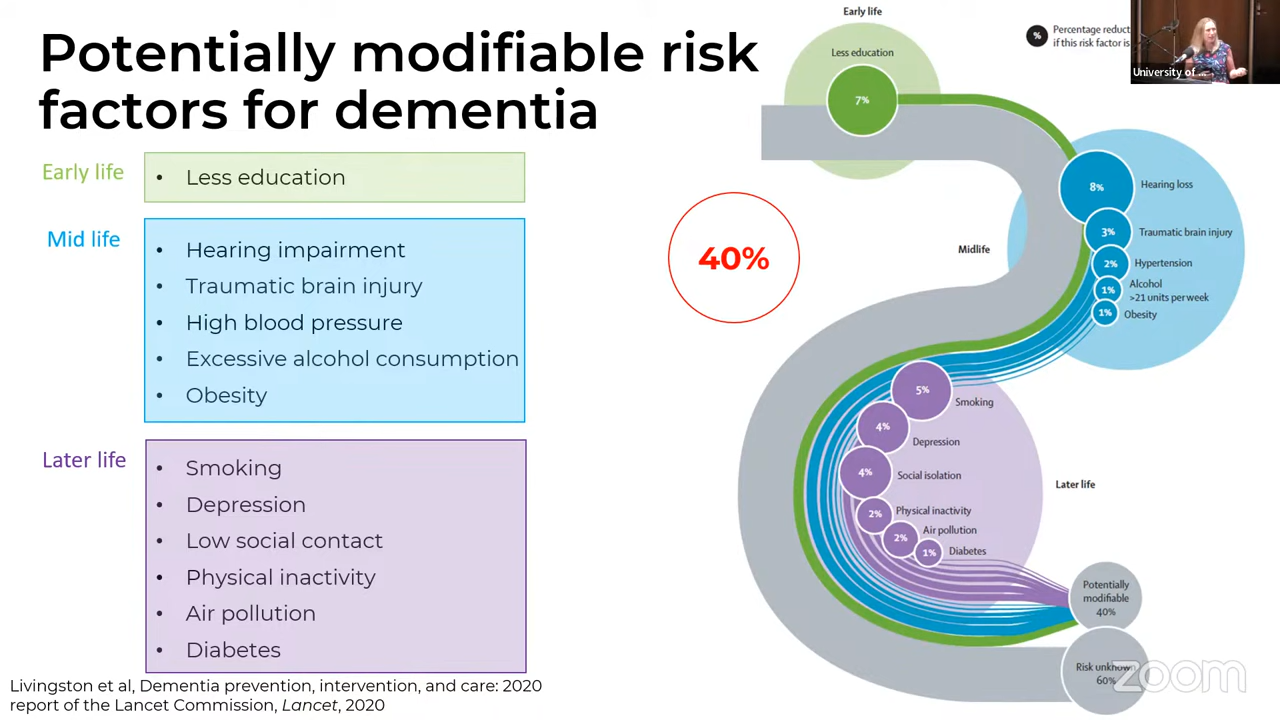 Potentially modifiable risk
factors for dementia
Early life
• Less education
Mid life
• Hearing impairment
• Traumatic brain injury
• High blood pressure
• Excessive alcohol consumption
• Obesity
Later life
• Smoking
• Depression
• Low social contact
• Physical inactivity
• Air pollution
• Diabetes
Livingston et al, Dementia prevention, intervention, and care: 2020
report of the Lancet Commission, Lancet, 2020
40%
Early life
Less education
7%
%
Percentage
if this risk factor is
University of ...
Midlife
8% Hearing loss
3% Traumatic brain injury
2% Hypertension
1% Alcohol
>21 units per week
1% Obesity
5% Smoking
4% Depression
4% Social isolation
2% Physical inactivity
2% Air pollution
1% Diabetes
Later life
Potentially
modifiable
40%
Risk unknown
60%
zoom